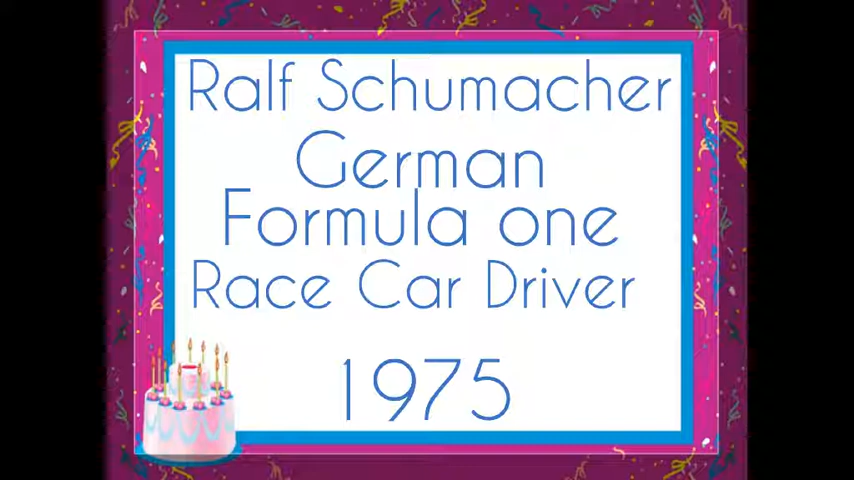 Ralf Schumacher
German
Formula one
Race Car Driver
1975